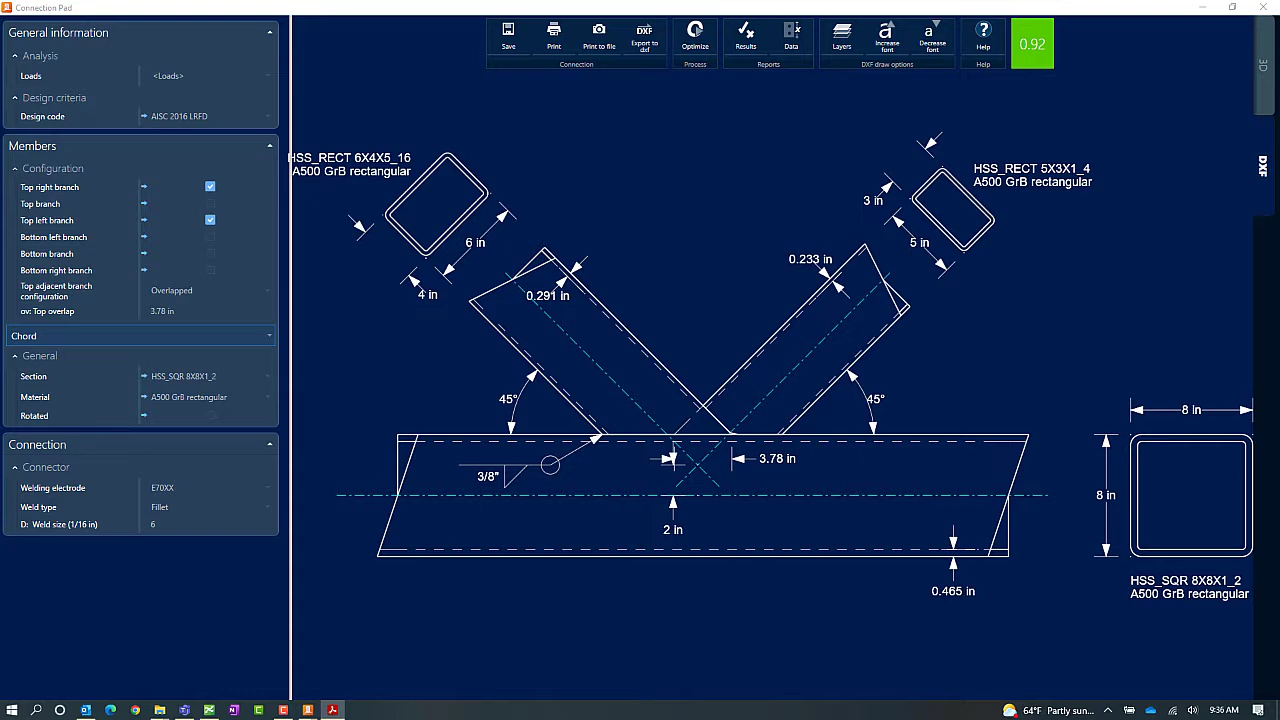 Connection Pad
General information
Analysis
Loads <Loads>
Design criteria
Design code AISC 2016 LRFD
Members
Configuration
Top right branch
Top branch
Top left branch
Bottom left branch
Bottom branch
Bottom right branch
Top adjacent branch
configuration Overlapped
ov: Top overlap 3.78 in
Chord
General
Section HSS_SQR 8X8X1_2
Material A500 GrB rectangular
Rotated
Connection
Connector
Welding electrode E70XX
Weld type Fillet
D: Weld size (1/16 in) 6
Save
Print
Print to file
DXF
Export to
dxf
Connection
Optimize
Process
Results
Data
Reports
Layers
Increase
font
Decrease
font
DXF draw options
Help
Help
0.92
3D
DXF
HSS_RECT 6X4X5_16
A500 GrB rectangular
6 in
4 in
HSS_RECT 5X3X1_4
A500 GrB rectangular
3 in
5 in
0.291 in
0.233 in
45°
45°
3/8"
3.78 in
2 in
0.465 in
8 in
8 in
HSS_SQR 8X8X1_2
A500 GrB rectangular
64°F Partly sun...
9:36 AM